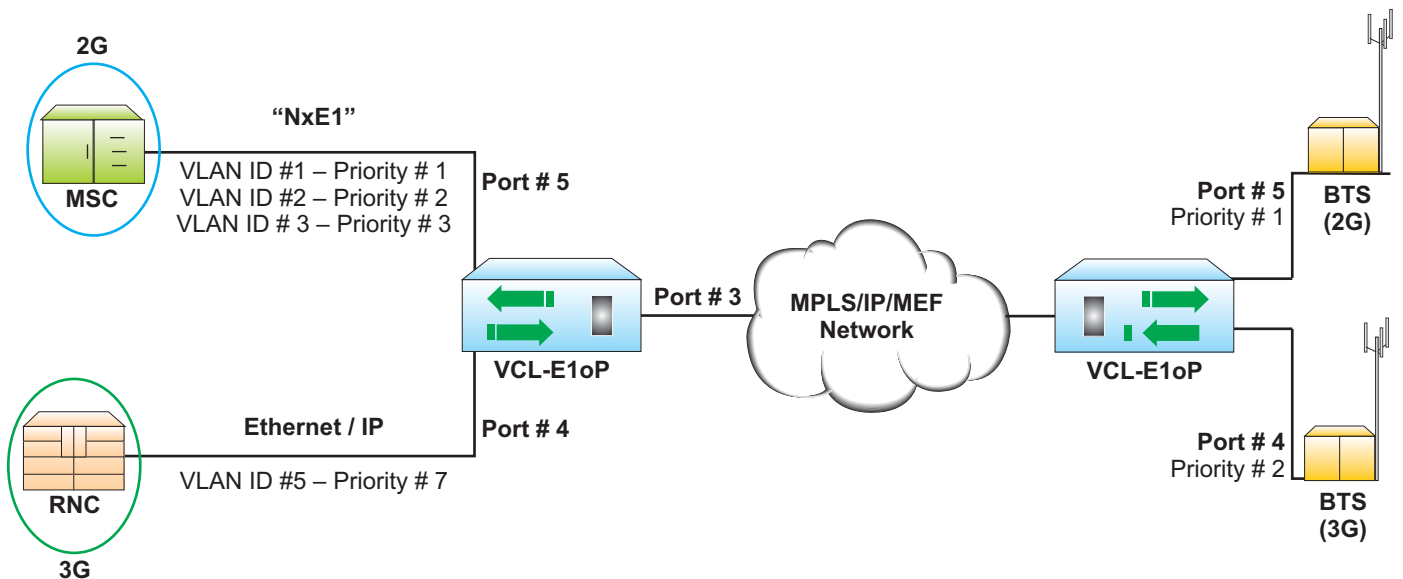 2G
“NxE1”
MSC
VLAN ID #1 – Priority # 1
VLAN ID #2 – Priority # 2
VLAN ID # 3 – Priority # 3
Port # 5
VCL-E1oP
Port # 3
MPLS/IP/MEF
Network
VCL-E1oP
Port # 5
Priority # 1
BTS
(2G)
Ethernet / IP
Port # 4
VLAN ID #5 – Priority # 7
RNC
3G
Port # 4
Priority # 2
BTS
(3G)